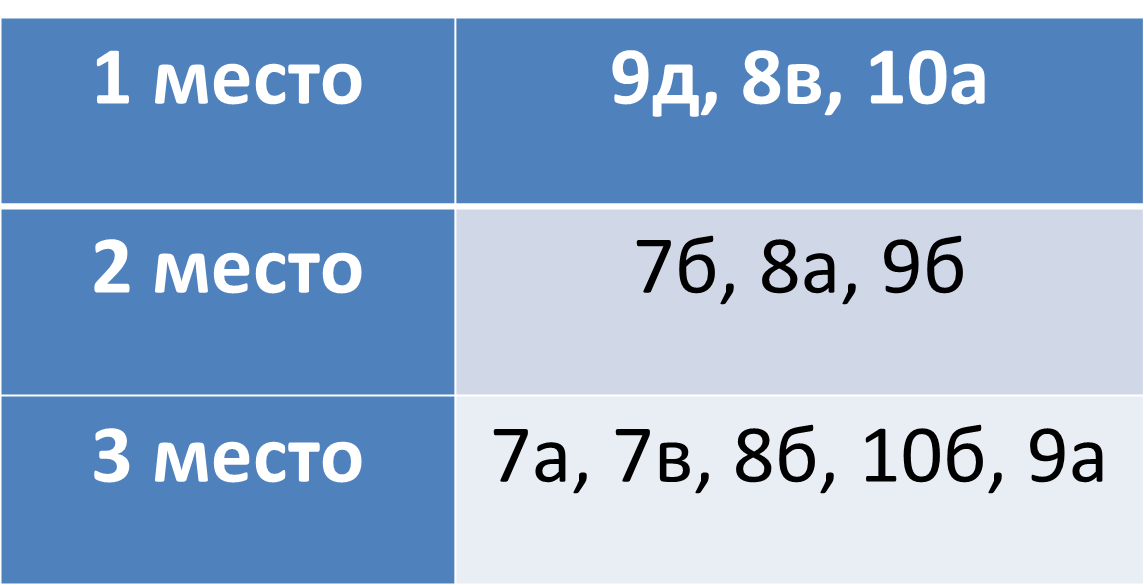 1 место 9д, 8в, 10а
2 место 7б, 8а, 9б
3 место 7а, 7в, 8б, 10б, 9а